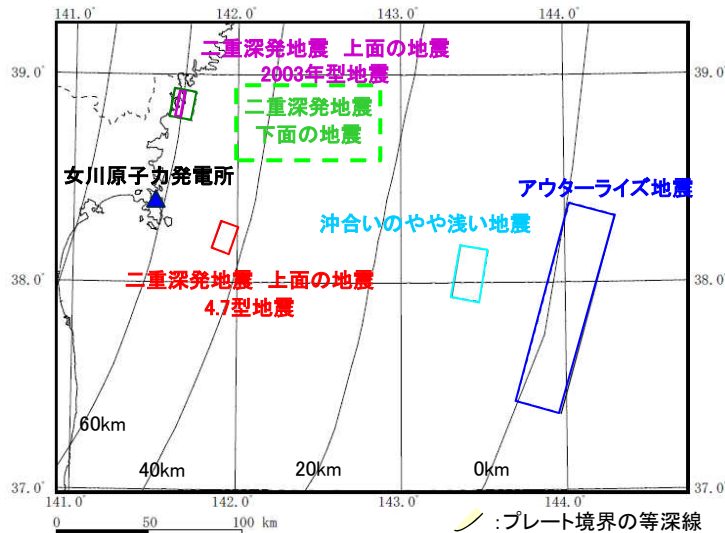 141.0°
142.0°
143.0°
144.0°
39.0°
39.0°
二重深発地震 上面の地震
2003年型地震
二重深発地震
下面の地震
女川原子力発電所
アウターライズ地震
沖合いのやや浅い地震
38.0°
38.0°
二重深発地震 上面の地震
4.7型地震
60km
40km
20km
0km
37.0°
37.0°
141.0°
142.0°
143.0°
144.0°
0
50
100 km
:プレート境界の等深線